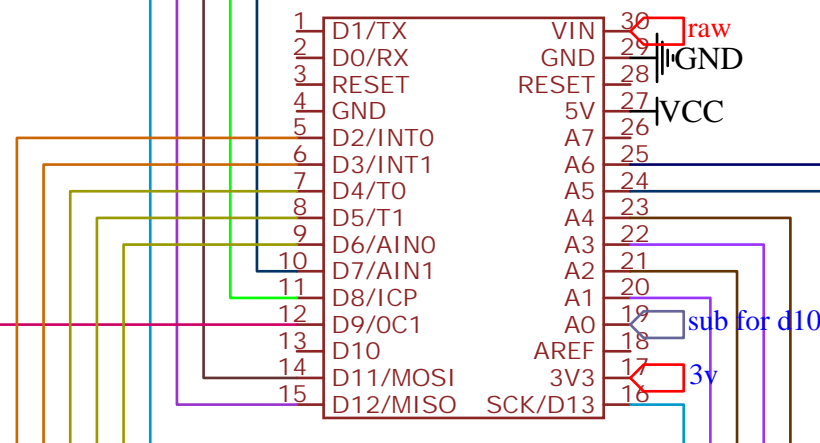 1 D1/TX VIN 30 raw
2 D0/RX GND 29 GND
3 RESET RESET 28
4 GND 5V 27 VCC
5 D2/INT0 A7 26
6 D3/INT1 A6 25
7 D4/T0 A5 24
8 D5/T1 A4 23
9 D6/AIN0 A3 22
10 D7/AIN1 A2 21
11 D8/ICP A1 20
12 D9/0C1 A0 19 sub for d10
13 D10 AREF 18
14 D11/MOSI 3V3 17 3v
15 D12/MISO SCK/D13 16